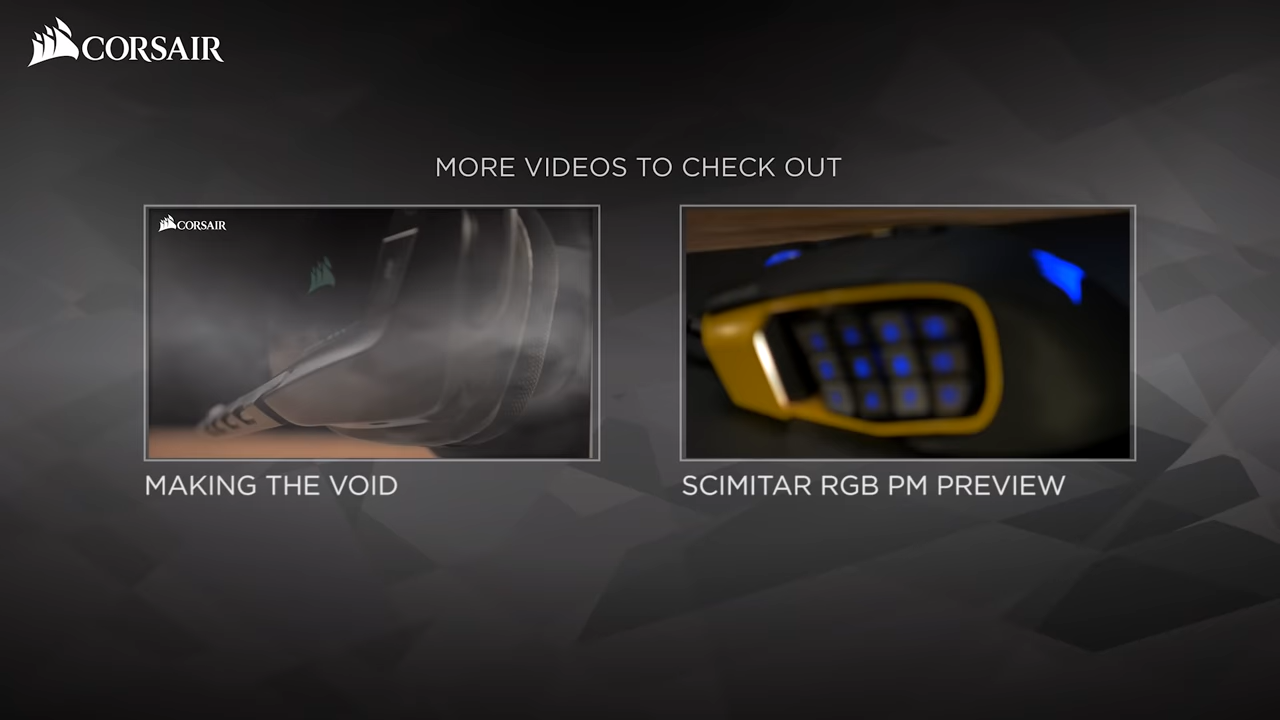 CORSAIR
MORE VIDEOS TO CHECK OUT
CORSAIR
MAKING THE VOID
SCIMITAR RGB PM PREVIEW